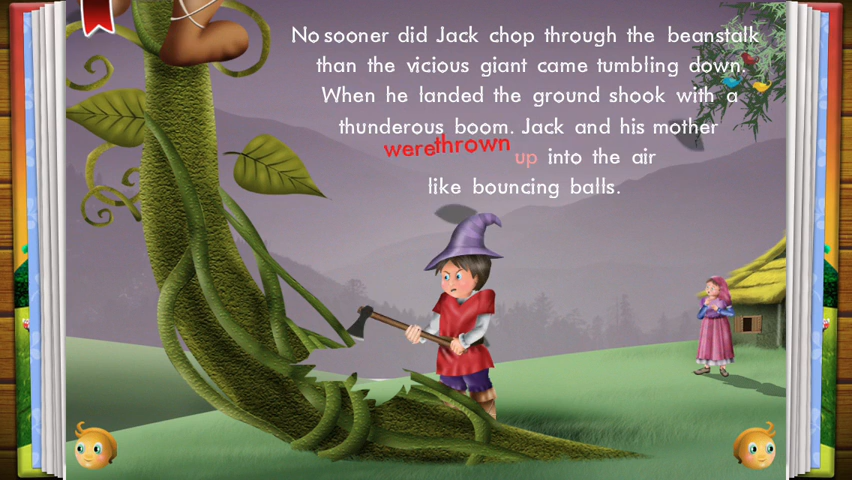 No sooner did Jack chop through the beanstalk
than the vicious giant came tumbling down.
When he landed the ground shook with a
thunderous boom. Jack and his mother
were thrown up into the air
like bouncing balls.